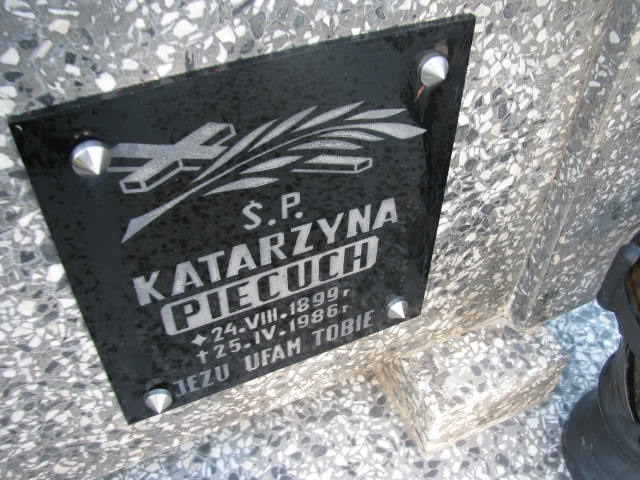 Ś.P.
KATARZYNA
PIECUCH
✦24.VIII.1899r
✝25.IV.1986r
JEZU UFAM TOBIE